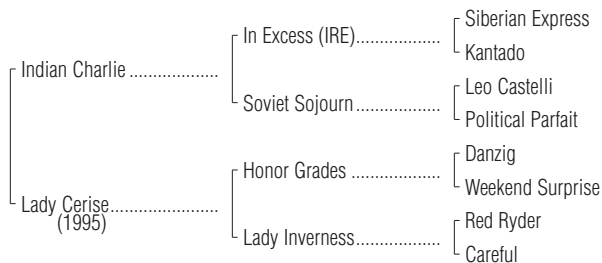 Siberian Express
In Excess (IRE)..................
Kantado
Indian Charlie ...................
Leo Castelli
Soviet Sojourn ..................
Political Parfait
Danzig
Honor Grades ...................
Weekend Surprise
Lady Cerise.......................
(1995)
Red Ryder
Lady Inverness..................
Careful